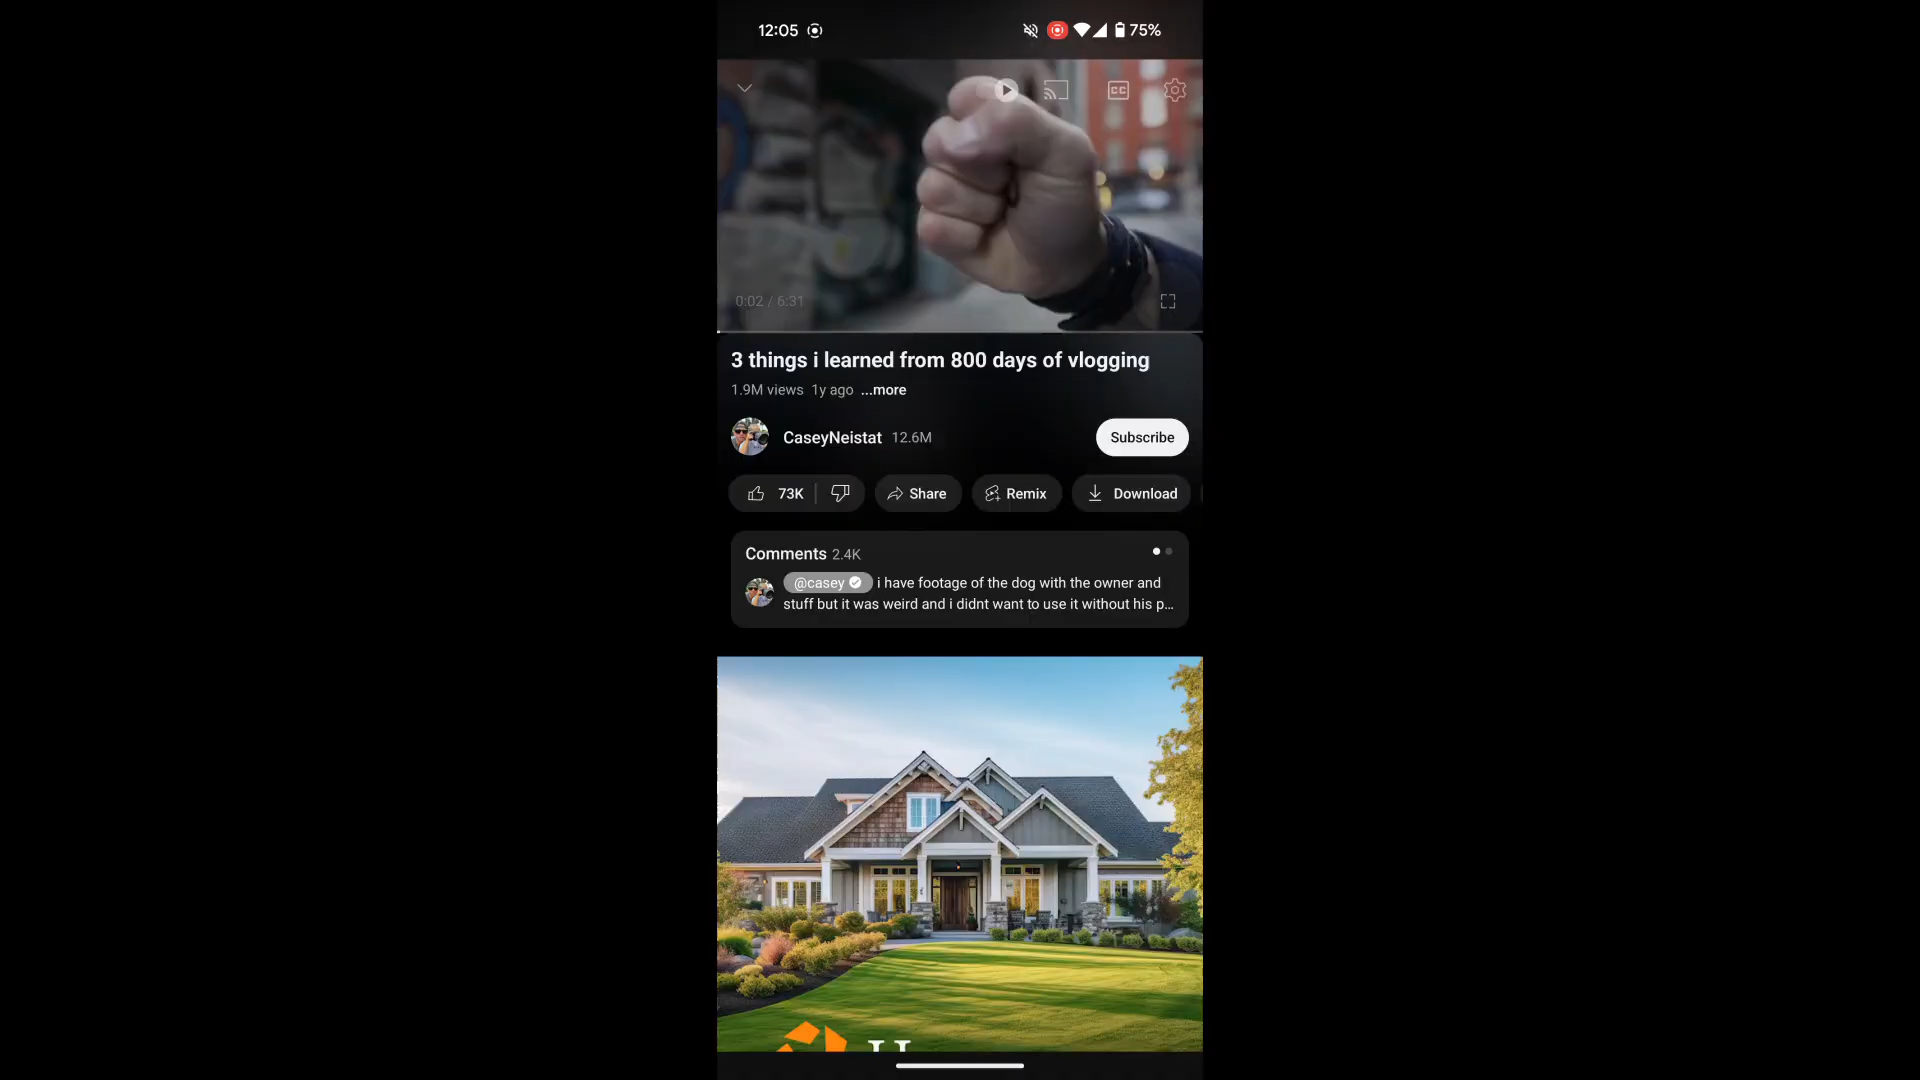 12:05
75%
CC
0:02 / 6:31
3 things i learned from 800 days of vlogging
1.9M views 1y ago ...more
CaseyNeistat 12.6M
Subscribe
73K
Share
Remix
Download
Comments 2.4K
@casey i have footage of the dog with the owner and
stuff but it was weird and i didnt want to use it without his p...